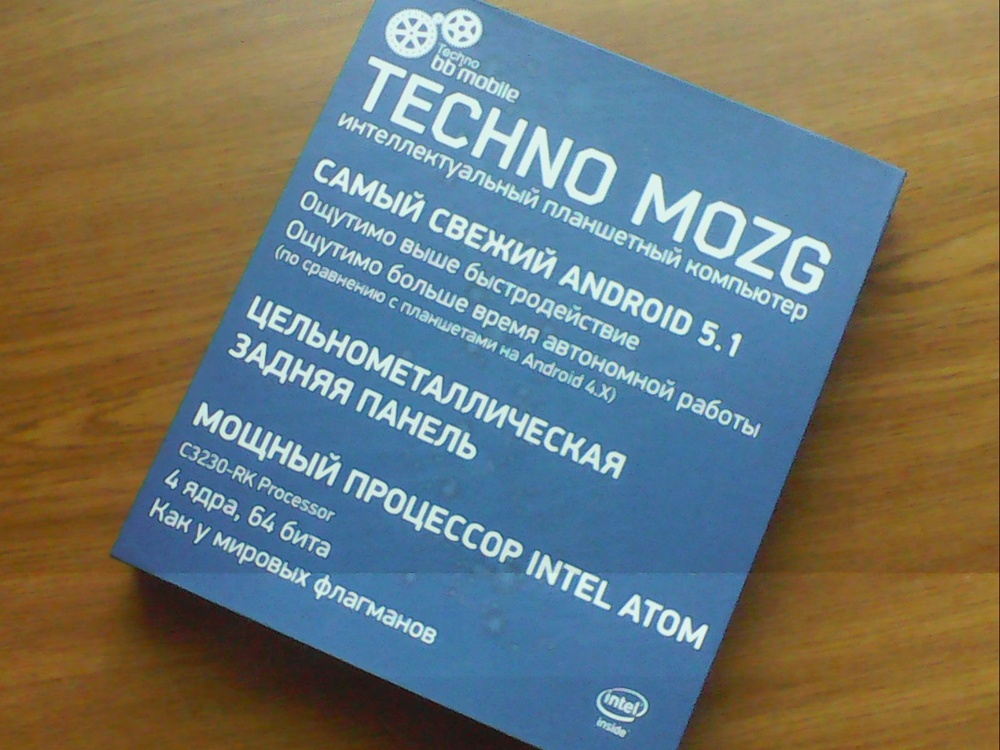 Techno
bb mobile
TECHNO MOZG
интеллектуальный планшетный компьютер
САМЫЙ СВЕЖИЙ ANDROID 5.1
Ощутимо выше быстродействие
Ощутимо больше время автономной работы
(по сравнению с планшетами на Android 4.X)
ЦЕЛЬНОМЕТАЛЛИЧЕСКАЯ
ЗАДНЯЯ ПАНЕЛЬ
МОЩНЫЙ ПРОЦЕССОР INTEL ATOM
C3230-RK Processor
4 ядра, 64 бита
Как у мировых флагманов
intel
inside